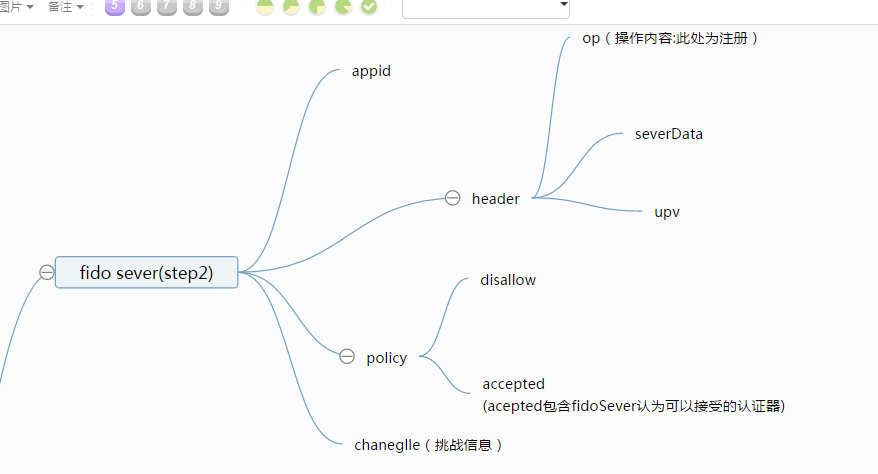 图片 备注 5 6 7 8 9
op（操作内容:此处为注册）
appid
severData
header
upv
fido sever(step2)
disallow
policy
accepted
(acepted包含fidoSever认为可以接受的认证器)
chaneglle（挑战信息）